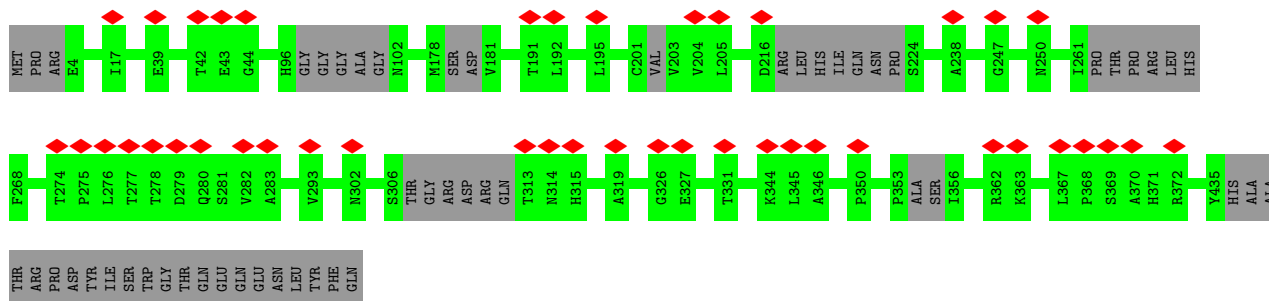 MET PRO ARG E4 I17 E39 T42 E43 G44 H96 GLY GLY GLY ALA GLY N102 M178 SER ASP V181 T191 L192 L195 C201 VAL V203 V204 L205 D216 ARG LEU HIS ILE GLN ASN PRO S224 A238 G247 N250 I261 PRO THR PRO ARG LEU HIS
F268 T274 P275 L276 T277 T278 D279 Q280 S281 V282 A283 V293 N302 S306 THR GLY ARG ASP ARG GLN T313 N314 H315 A319 G326 E327 T331 K344 L345 A346 P350 P353 ALA SER I356 R362 K363 L367 P368 S369 A370 H371 R372 Y435 HIS ALA ALA
THR ARG PRO ASP TYR ILE SER TRP GLY THR GLN GLU GLN GLU ASN LEU TYR PHE GLN